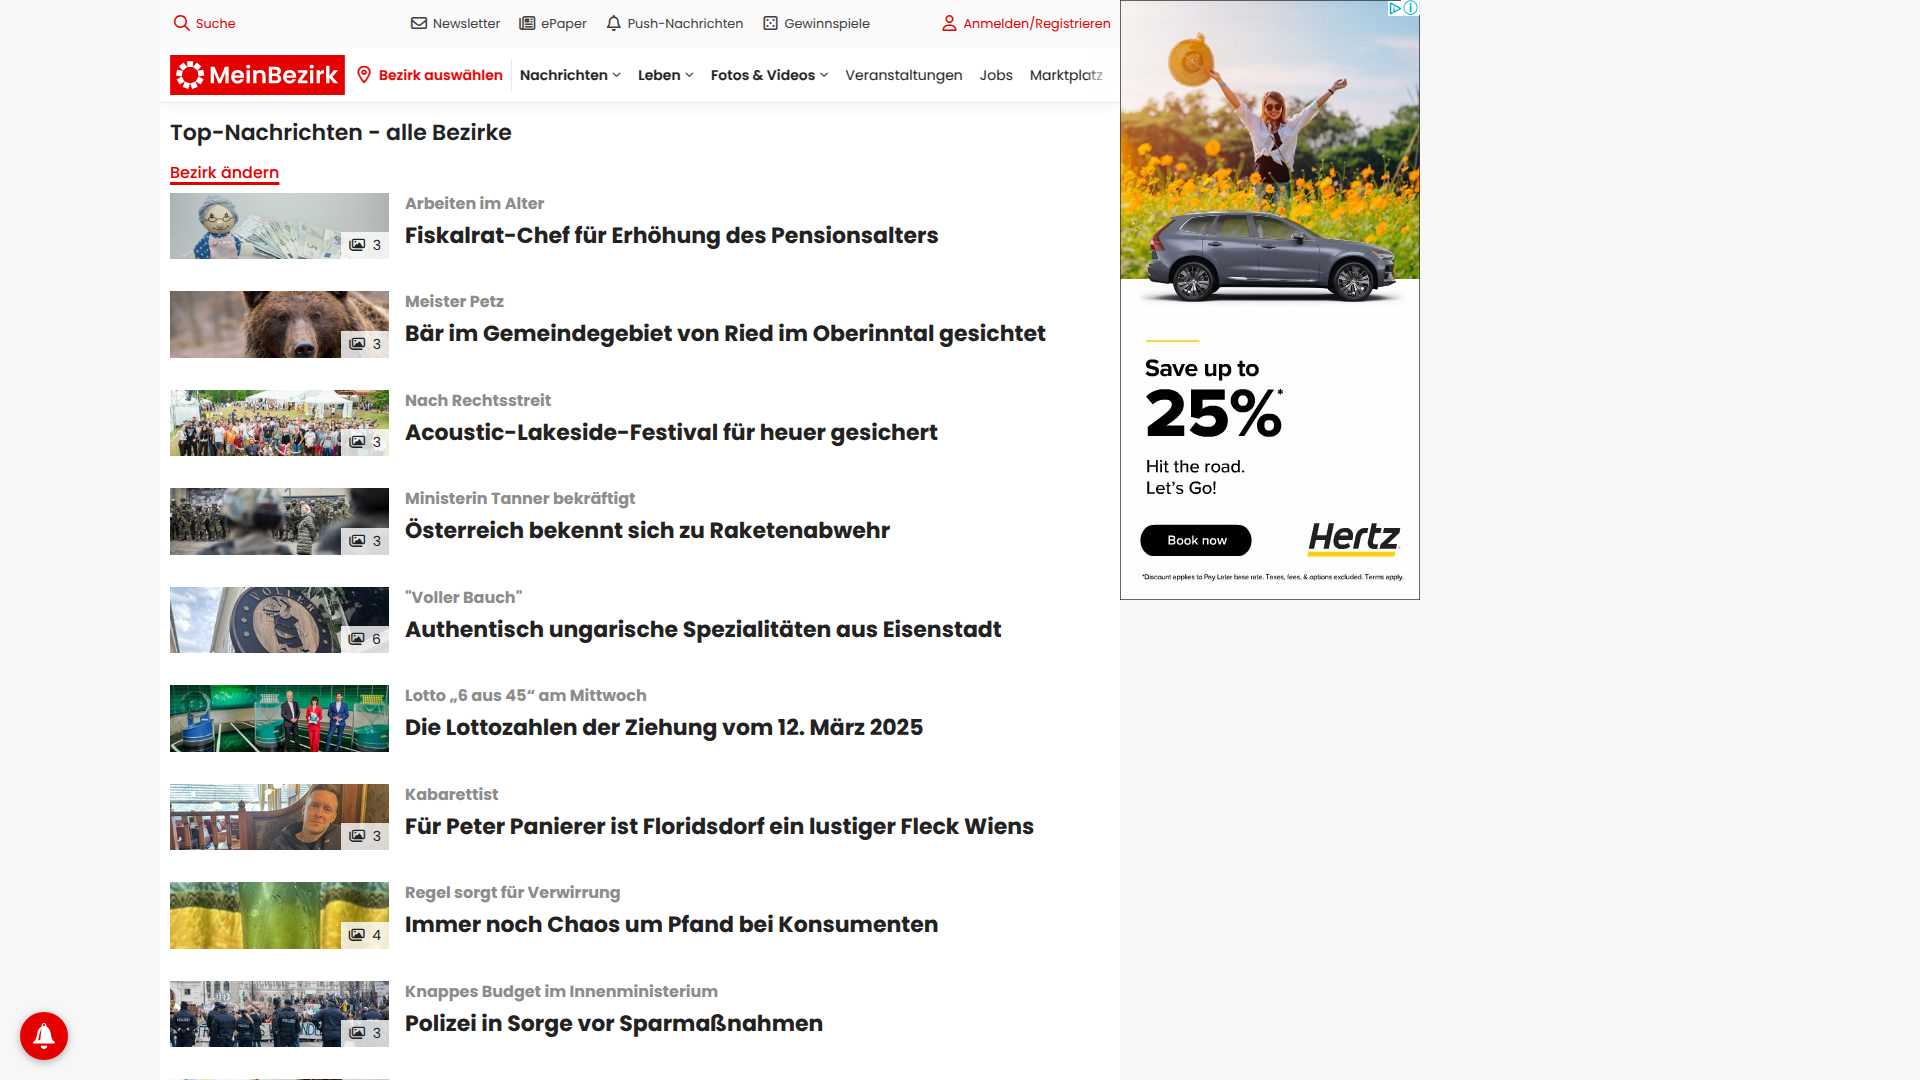 Suche
Newsletter
ePaper
Push-Nachrichten
Gewinnspiele
Anmelden/Registrieren
MeinBezirk
Bezirk auswählen
Nachrichten
Leben
Fotos & Videos
Veranstaltungen
Jobs
Marktplatz
Top-Nachrichten - alle Bezirke
Bezirk ändern
3
Arbeiten im Alter
Fiskalrat-Chef für Erhöhung des Pensionsalters
3
Meister Petz
Bär im Gemeindegebiet von Ried im Oberinntal gesichtet
3
Nach Rechtsstreit
Acoustic-Lakeside-Festival für heuer gesichert
3
Ministerin Tanner bekräftigt
Österreich bekennt sich zu Raketenabwehr
VOLLER
6
"Voller Bauch"
Authentisch ungarische Spezialitäten aus Eisenstadt
Lotto „6 aus 45“ am Mittwoch
Die Lottozahlen der Ziehung vom 12. März 2025
3
Kabarettist
Für Peter Panierer ist Floridsdorf ein lustiger Fleck Wiens
4
Regel sorgt für Verwirrung
Immer noch Chaos um Pfand bei Konsumenten
3
Knappes Budget im Innenministerium
Polizei in Sorge vor Sparmaßnahmen
Save up to
25%*
Hit the road.
Let's Go!
Book now
Hertz
*Discount applies to Pay Later base rate. Taxes, fees, & options excluded. Terms apply.